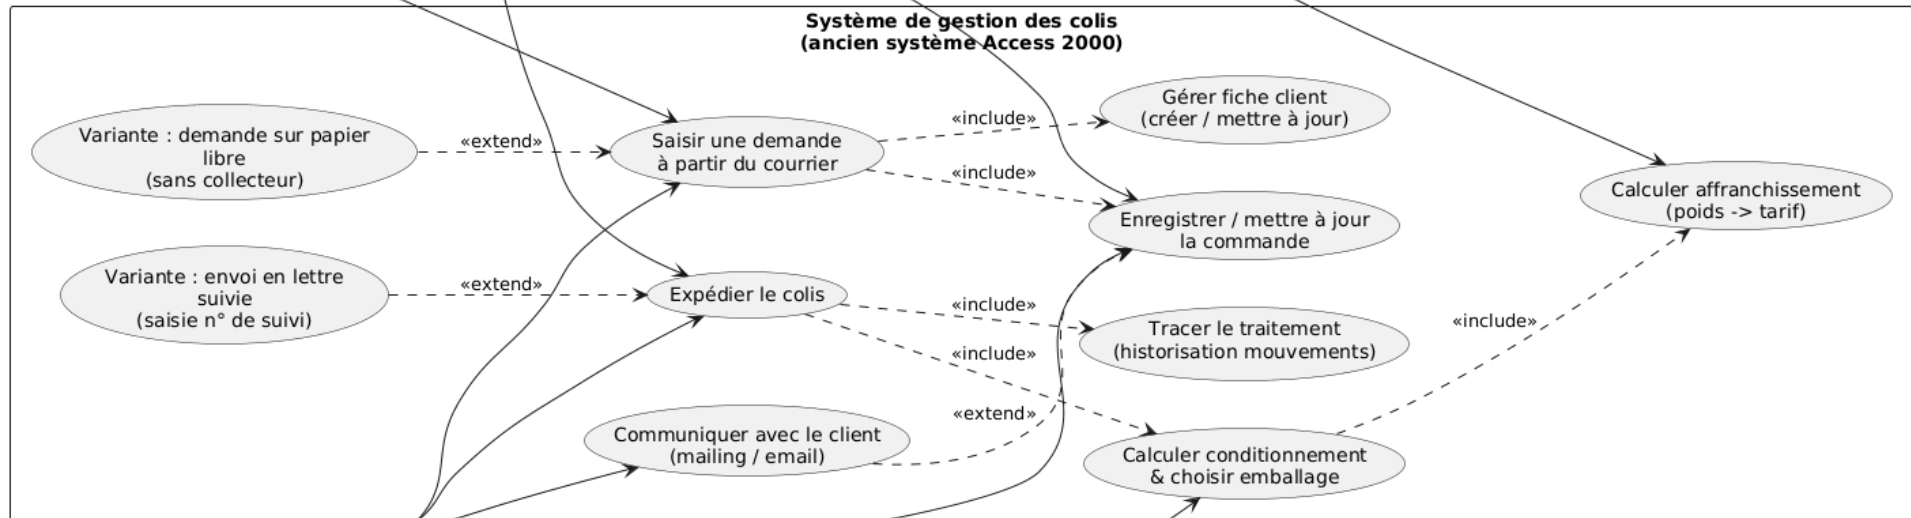 Système de gestion des colis
(ancien système Access 2000)
Gérer fiche client
(créer / mettre à jour)
«include»
Variante : demande sur papier
libre
(sans collecteur)
«extend»
Saisir une demande
à partir du courrier
«include»
Calculer affranchissement
(poids -> tarif)
Enregistrer / mettre à jour
la commande
Variante : envoi en lettre
suivie
(saisie n° de suivi)
«extend»
Expédier le colis
«include»
Tracer le traitement
(historisation mouvements)
«include»
«include»
«extend»
Communiquer avec le client
(mailing / email)
Calculer conditionnement
& choisir emballage